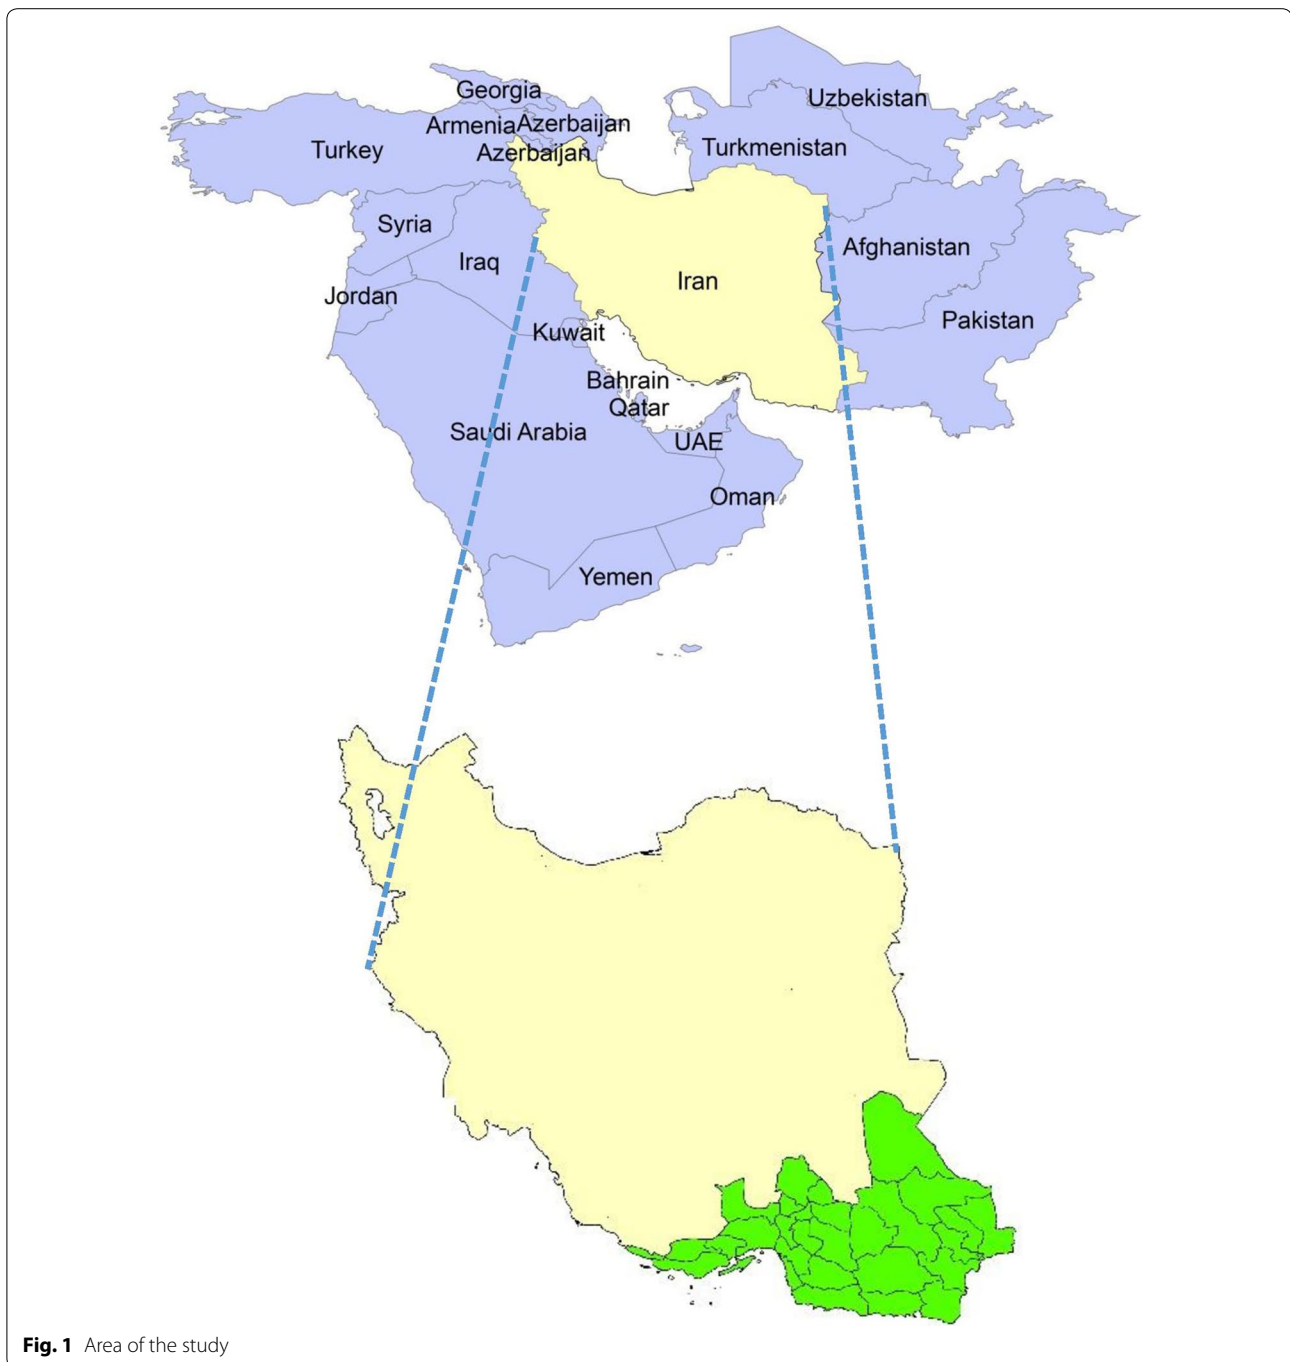 Georgia
Uzbekistan
Armenia Azerbaijan
Turkey
Azerbaijan
Turkmenistan
Syria
Afghanistan
Iraq
Iran
Jordan
Pakistan
Kuwait
Bahrain
Qatar
Saudi Arabia
UAE
Oman
Yemen
Fig. 1 Area of the study